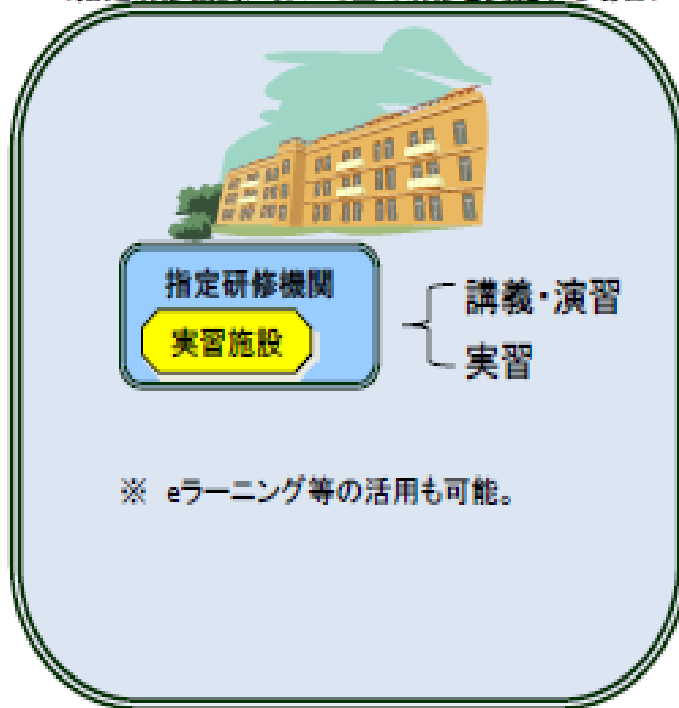 指定研修機関
実習施設
講義・演習
実習
※ eラーニング等の活用も可能。